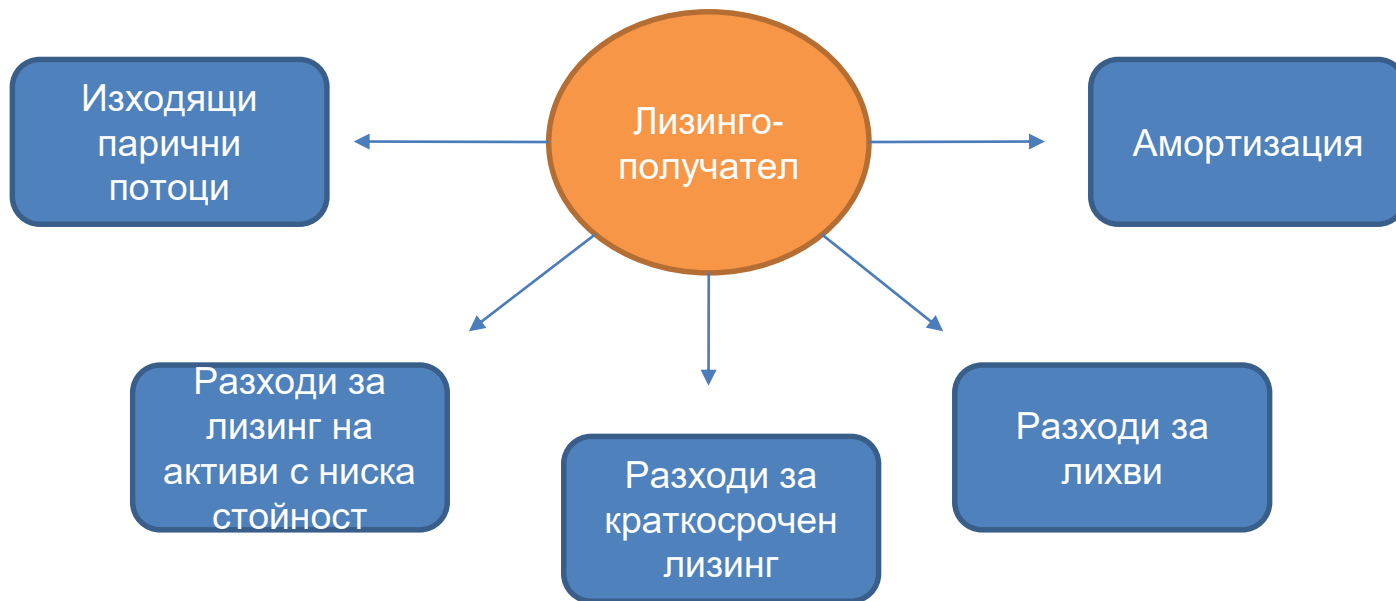 Изходящи
парични
потоци
Лизинго-
получател
Амортизация
Разходи за
лизинг на
активи с ниска
стойност
Разходи за
краткосрочен
лизинг
Разходи за
лихви